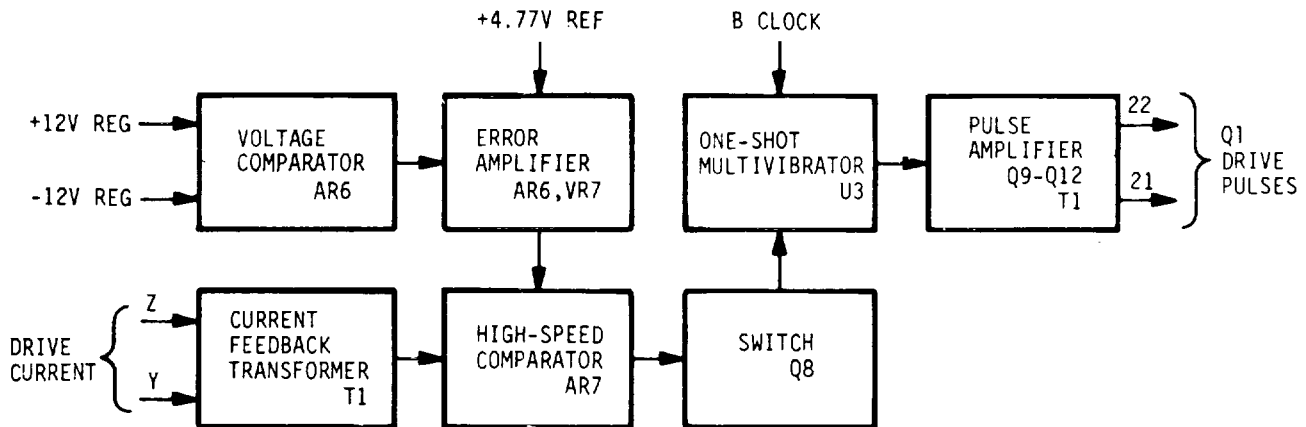 +4.77V REF
B CLOCK
+12V REG
-12V REG
VOLTAGE
COMPARATOR
AR6
ERROR
AMPLIFIER
AR6,VR7
ONE-SHOT
MULTIVIBRATOR
U3
PULSE
AMPLIFIER
Q9-Q12
T1
22
21
Q1
DRIVE
PULSES
DRIVE
CURRENT
Z
Y
CURRENT
FEEDBACK
TRANSFORMER
T1
HIGH-SPEED
COMPARATOR
AR7
SWITCH
Q8